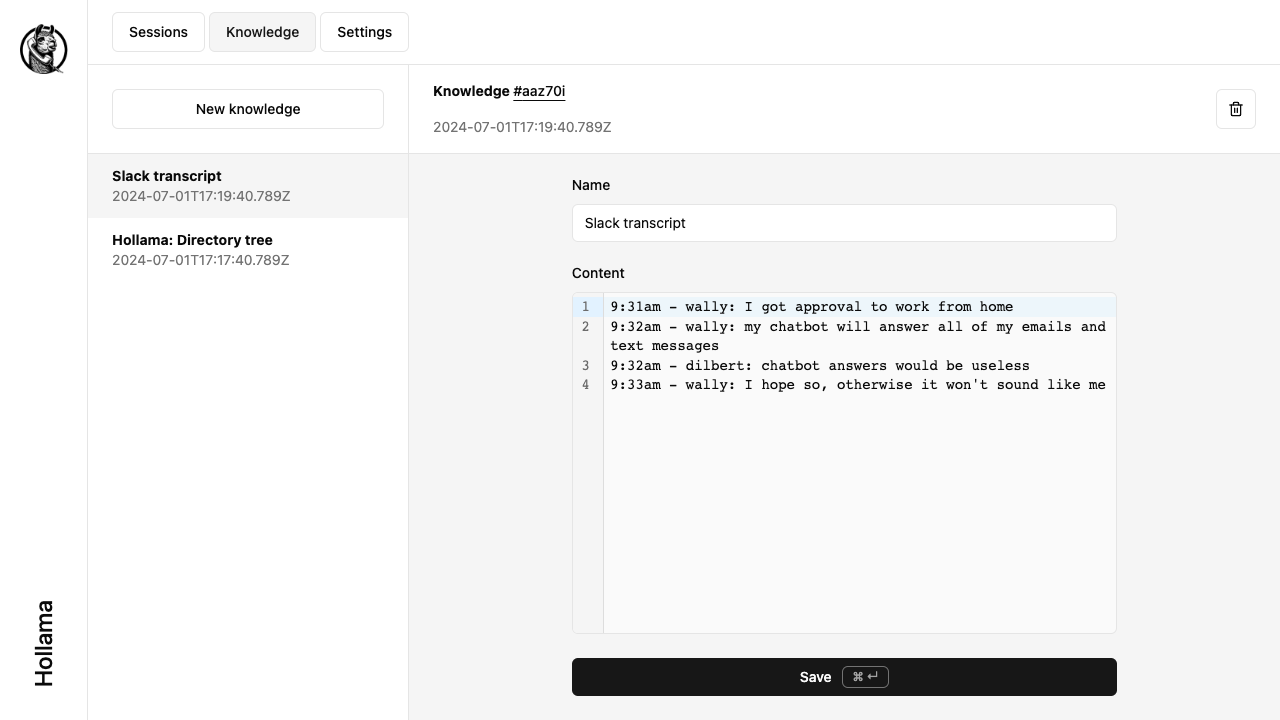 Sessions
Knowledge
Settings
New knowledge
Slack transcript
2024-07-01T17:19:40.789Z
Hollama: Directory tree
2024-07-01T17:17:40.789Z
Hollama
Knowledge #aaz70i
2024-07-01T17:19:40.789Z
Name
Slack transcript
Content
1 9:31am – wally: I got approval to work from home
2 9:32am – wally: my chatbot will answer all of my emails and
text messages
3 9:32am – dilbert: chatbot answers would be useless
4 9:33am – wally: I hope so, otherwise it won't sound like me
Save ⌘ ↵